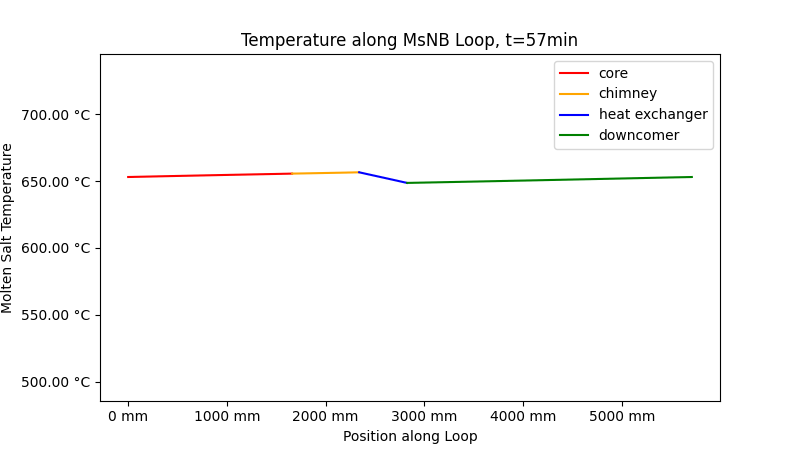 Temperature along MsNB Loop, t=57min
core
chimney
heat exchanger
downcomer
Molten Salt Temperature
700.00 °C
650.00 °C
600.00 °C
550.00 °C
500.00 °C
0 mm
1000 mm
2000 mm
3000 mm
4000 mm
5000 mm
Position along Loop